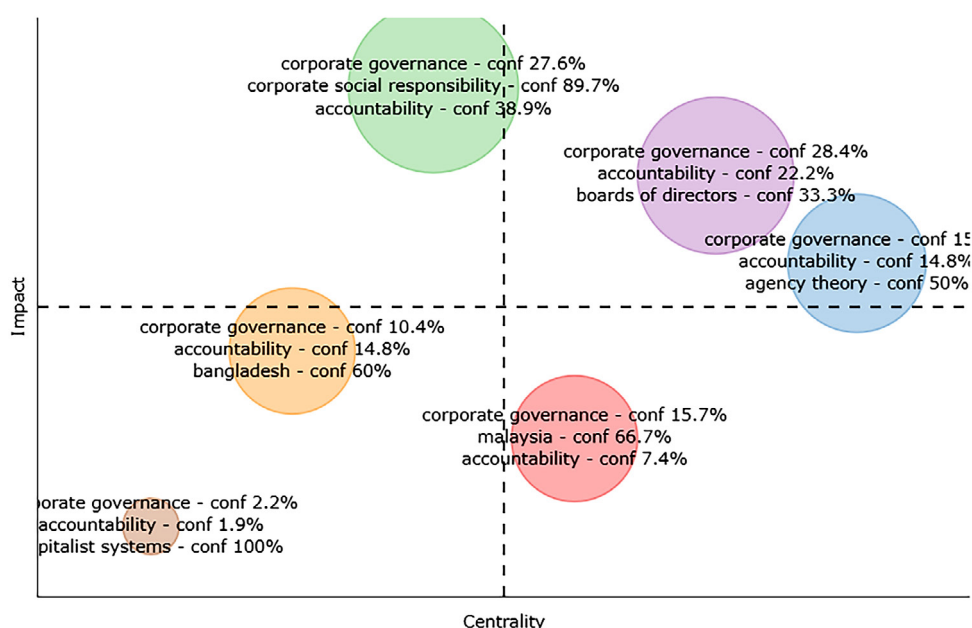 corporate governance - conf 27.6%
corporate social responsibility - conf 89.7%
accountability - conf 38.9%
corporate governance - conf 28.4%
accountability - conf 22.2%
boards of directors - conf 33.3%
corporate governance - conf 15
accountability - conf 14.8%
agency theory - conf 50%
Impact
corporate governance - conf 10.4%
accountability - conf 14.8%
bangladesh - conf 60%
corporate governance - conf 15.7%
malaysia - conf 66.7%
accountability - conf 7.4%
orate governance - conf 2.2%
accountability - conf 1.9%
pitalist systems - conf 100%
Centrality